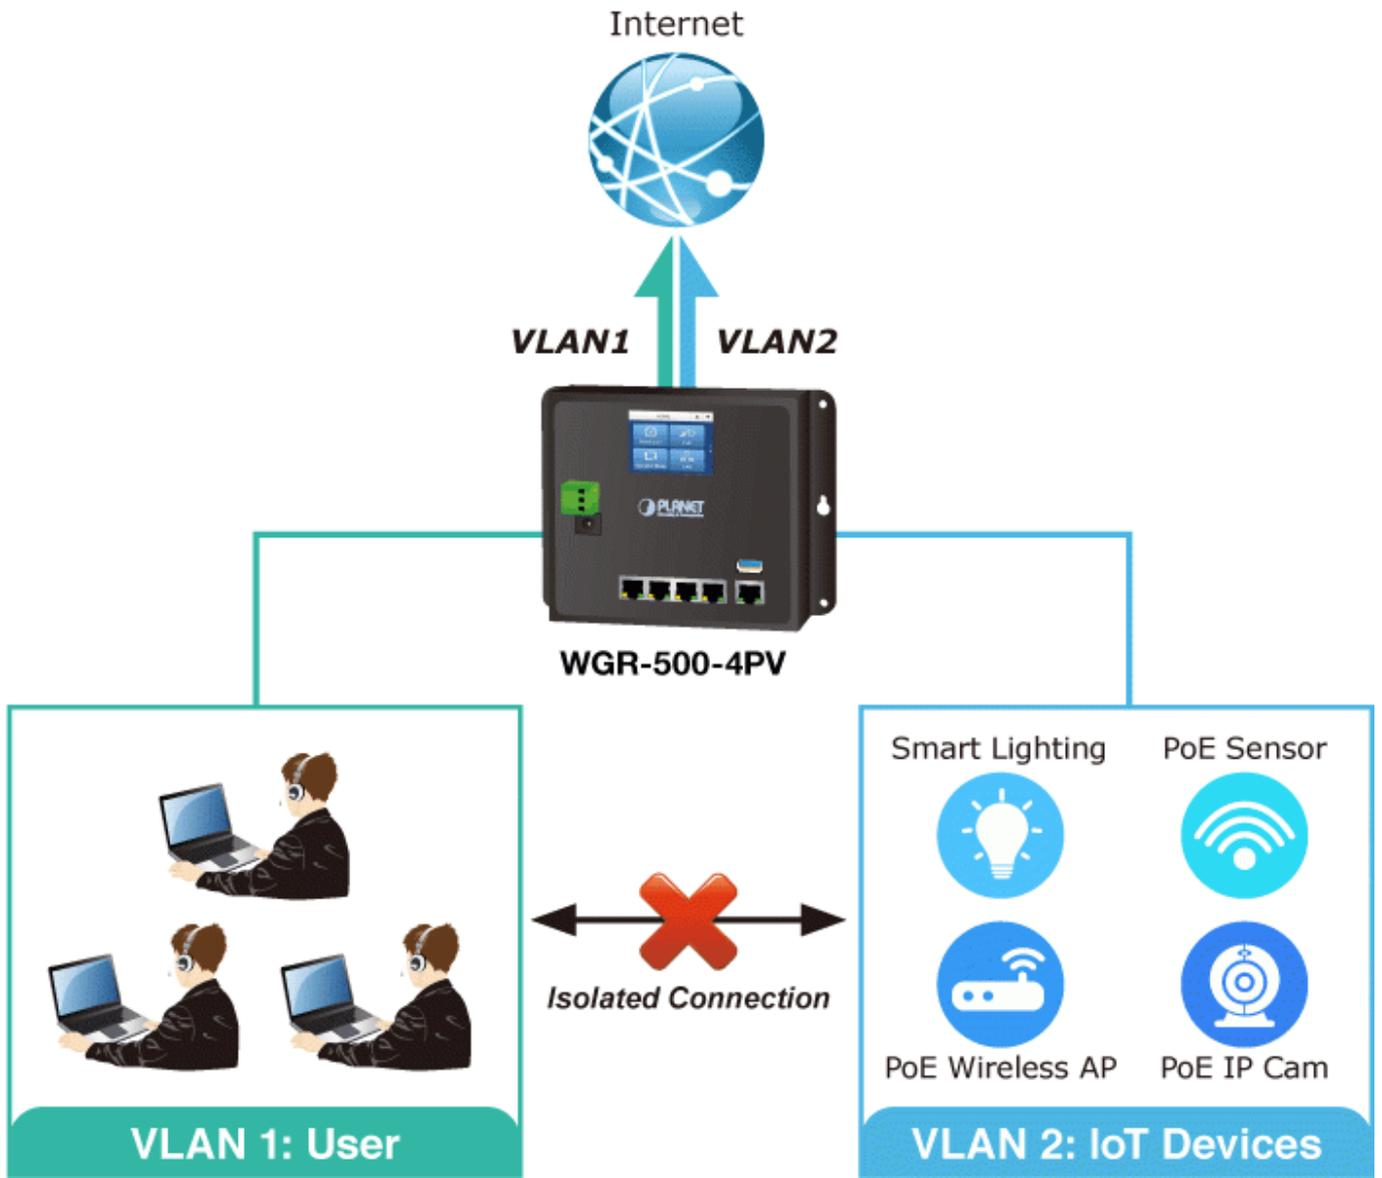 Internet
VLAN1
VLAN2
PLANET
WGR-500-4PV
Smart Lighting
PoE Sensor
Isolated Connection
PoE Wireless AP
PoE IP Cam
VLAN 1: User
VLAN 2: IoT Devices